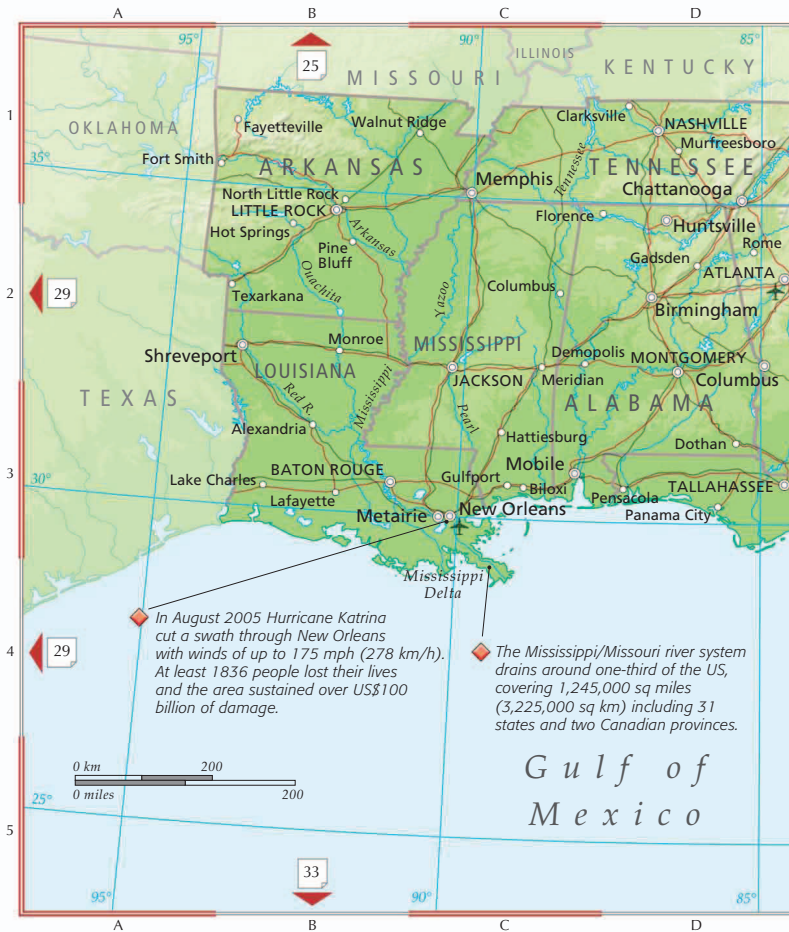 A B C D
95° 90° 85°
25
ILLINOIS
MISSOURI
KENTUCKY
1
OKLAHOMA
Fayetteville
Walnut Ridge
Clarksville
NASHVILLE
Murfreesboro
35°
Fort Smith
ARKANSAS
Tennesse
TENNESSEE
Memphis
Chattanooga
North Little Rock
LITTLE ROCK
Hot Springs
Arkansas
Florence
Huntsville
Pine
Bluff
Gadsden
Rome
Ouachita
ATLANTA
2
29
Texarkana
Yazoo
Columbus
Birmingham
Monroe
Shreveport
MISSISSIPPI
Demopolis
MONTGOMERY
LOUISIANA
JACKSON
Meridian
Columbus
TEXAS
Red R.
Mississippi
ALABAMA
Pearl
Alexandria
Hattiesburg
Dothan
3
30°
BATON ROUGE
Mobile
Lake Charles
Gulfport
Biloxi
TALLAHASSEE
Lafayette
Pensacola
Metairie
New Orleans
Panama City
Mississippi
Delta
4
29
In August 2005 Hurricane Katrina
cut a swath through New Orleans
with winds of up to 175 mph (278 km/h).
At least 1836 people lost their lives
and the area sustained over US$100
billion of damage.
The Mississippi/Missouri river system
drains around one-third of the US,
covering 1,245,000 sq miles
(3,225,000 sq km) including 31
states and two Canadian provinces.
0 km 200
0 miles 200
Gulf of
Mexico
25°
5
33
95° 90° 85°
A B C D